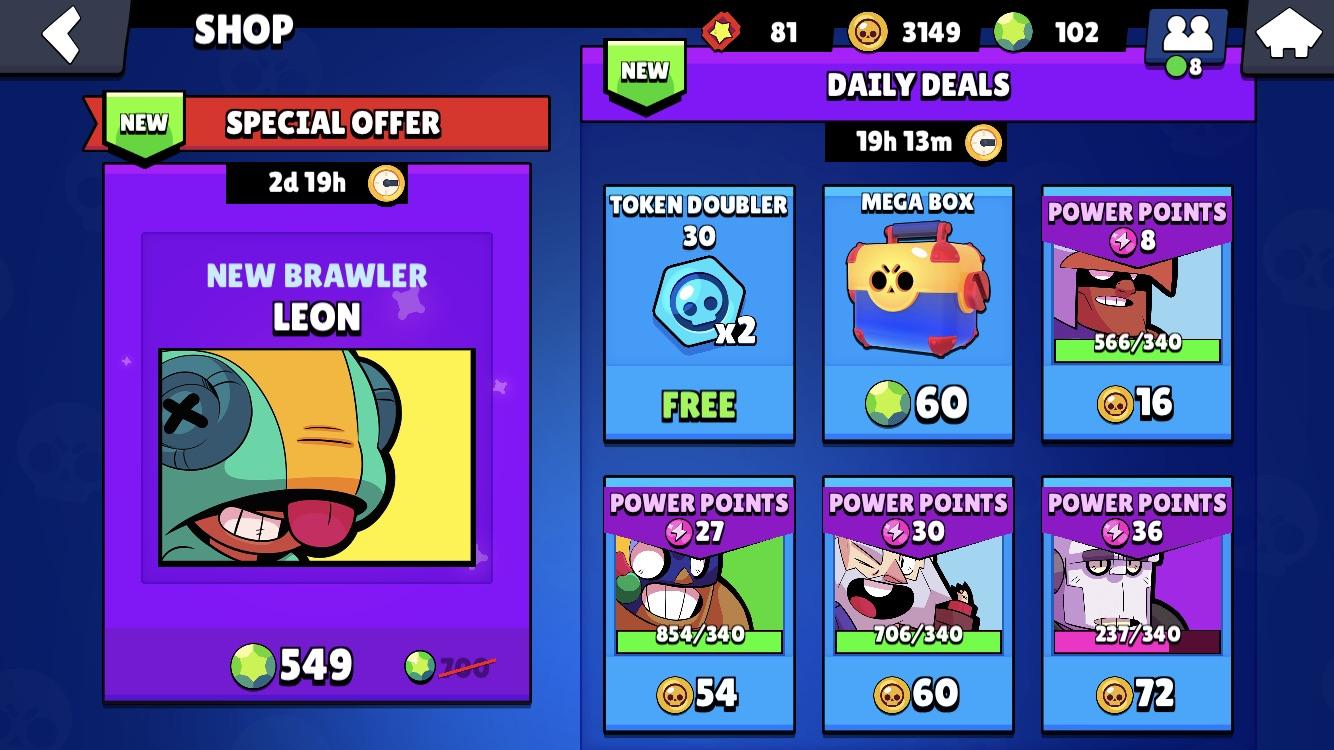 SHOP
81
3149
102
8
NEW
SPECIAL OFFER
2d 19h
NEW BRAWLER
LEON
549
700
NEW
DAILY DEALS
19h 13m
TOKEN DOUBLER
30
x2
FREE
MEGA BOX
60
POWER POINTS
8
566/340
16
POWER POINTS
27
854/340
54
POWER POINTS
30
706/340
60
POWER POINTS
36
237/340
72